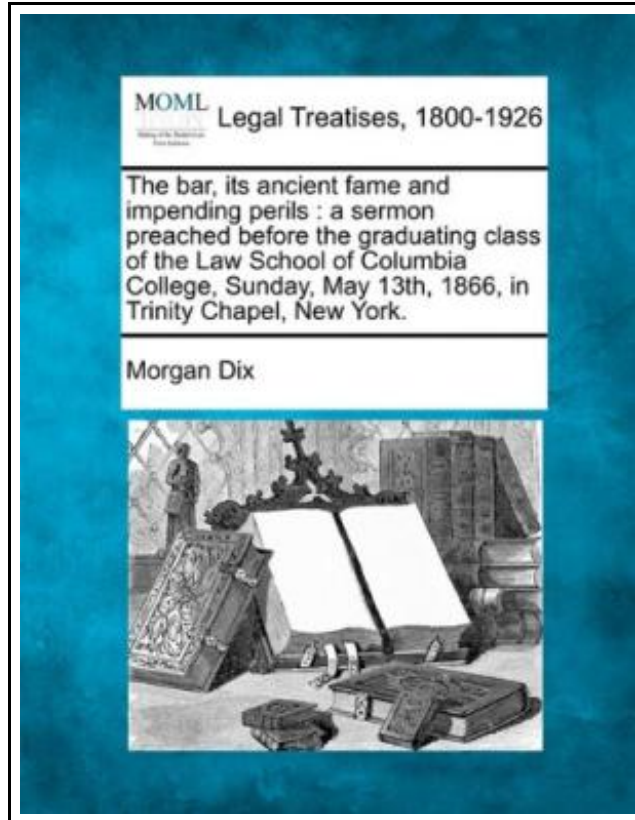 MOML
Legal Treatises, 1800-1926
The bar, its ancient fame and
impending perils : a sermon
preached before the graduating class
of the Law School of Columbia
College, Sunday, May 13th, 1866, in
Trinity Chapel, New York.
Morgan Dix